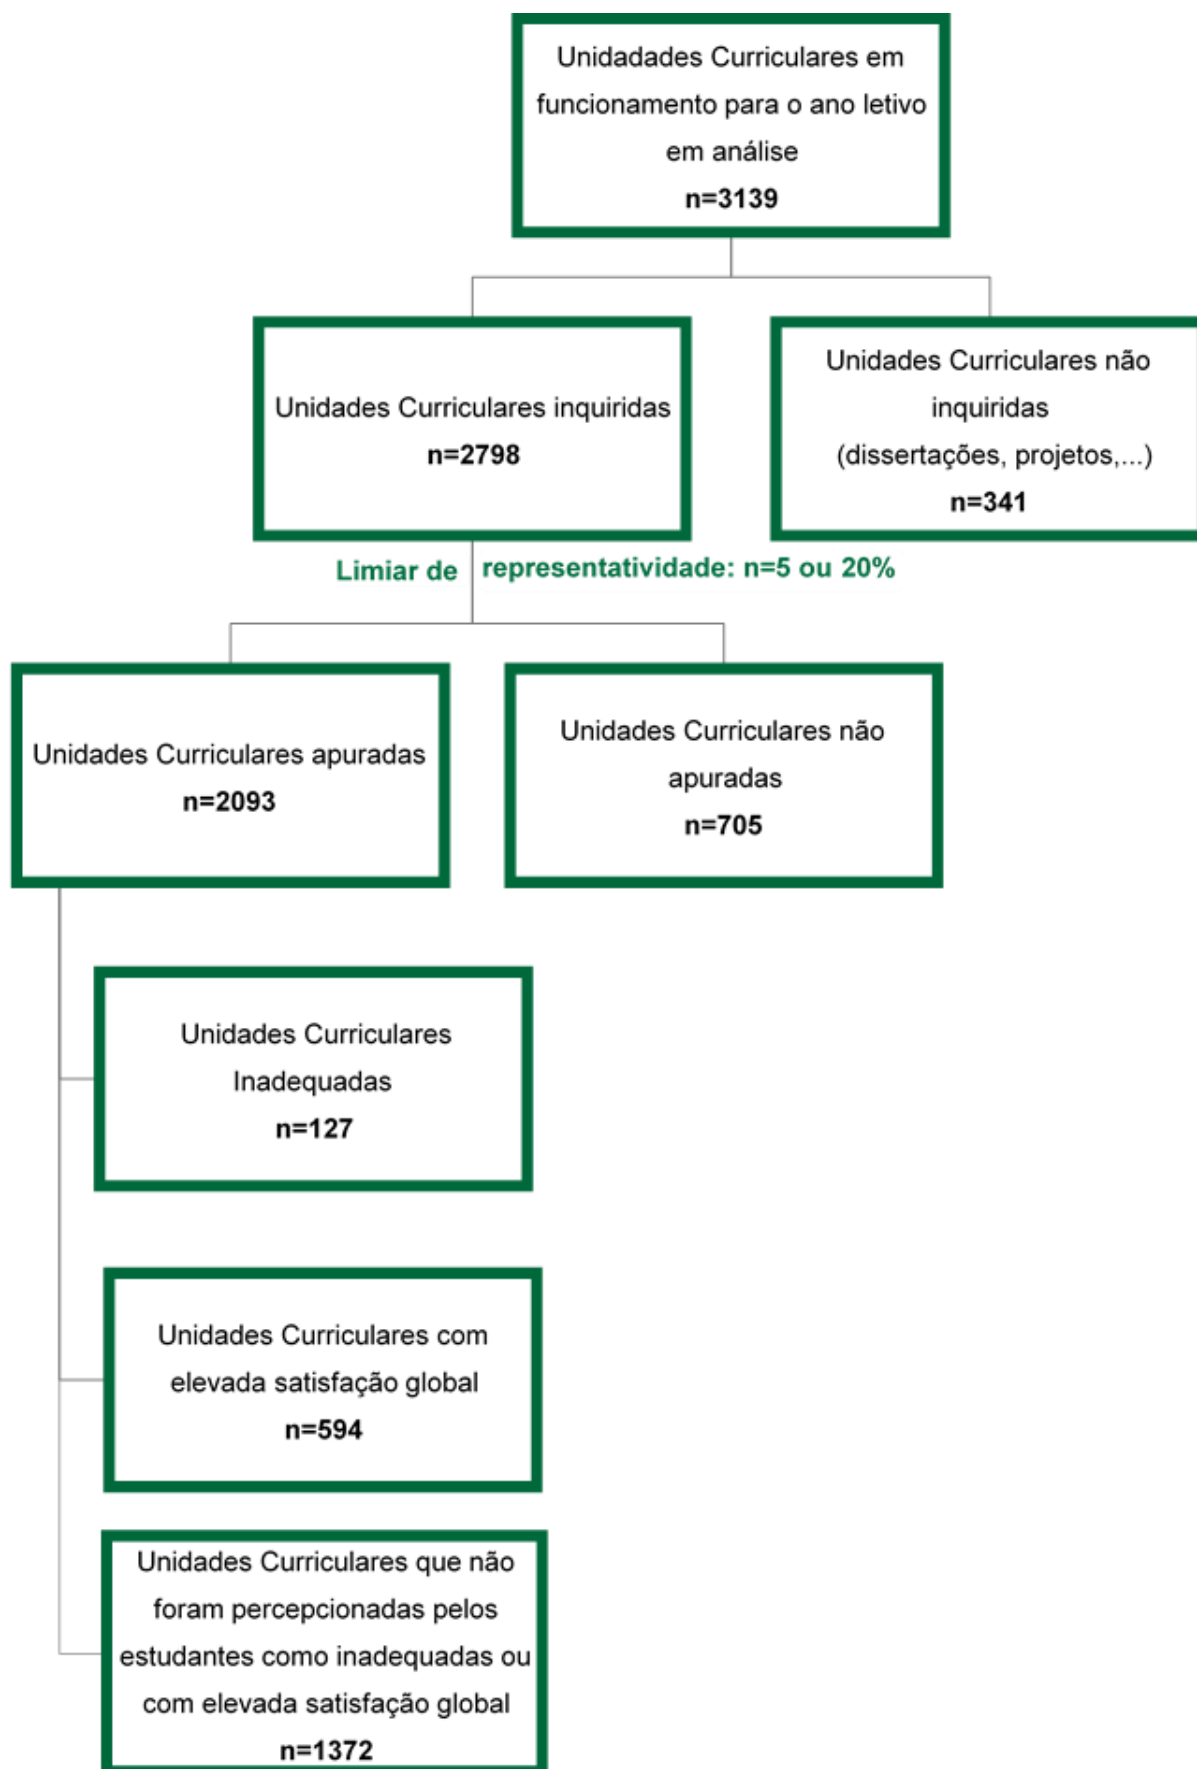 Unidadades Curriculares em
funcionamento para o ano letivo
em análise
n=3139
Unidades Curriculares inquiridas
n=2798
Unidades Curriculares não
inquiridas
(dissertações, projetos,...)
n=341
Limiar de representatividade: n=5 ou 20%
Unidades Curriculares apuradas
n=2093
Unidades Curriculares não
apuradas
n=705
Unidades Curriculares
Inadequadas
n=127
Unidades Curriculares com
elevada satisfação global
n=594
Unidades Curriculares que não
foram percepcionadas pelos
estudantes como inadequadas ou
com elevada satisfação global
n=1372